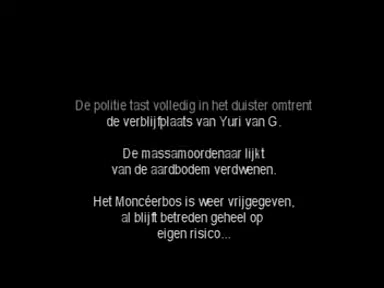 De politie tast volledig in het duister omtrent
de verblijfplaats van Yuri van G.
De massamoordenaar lijkt
van de aardbodem verdwenen.
Het Moncéerbos is weer vrijgegeven,
al blijft betreden geheel op
eigen risico...